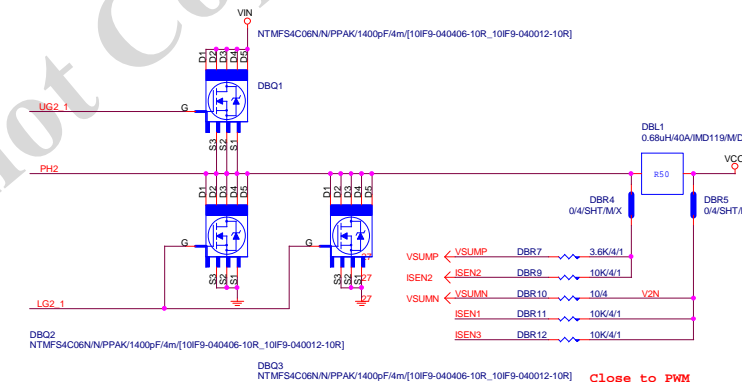 not Co
VIN
NTMFS4C06N/N/PPAK/1400pF/4m/[10IF9-040406-10R_10IF9-040012-10R]
D1 D2 D3 D4 D5
DBQ1
UG2_1
G
S3 S2 S1
DBL1
0.68uH/40A/IMD119/M/D
VCC
PH2
R50
D1 D2 D3 D4 D5
D1 D2 D3 D4 D5
DBR4
0/4/SHT/M/X
DBR5
0/4/SHT/
G
G
VSUMP VSUMP DBR7 3.6K/4/1
ISEN2 ISEN2 DBR9 10K/4/1
VSUMN VSUMN DBR10 10/4 V2N
ISEN1 DBR11 10K/4/1
ISEN3 DBR12 10K/4/1
27
27
27
S3 S2 S1
S3 S2 S1
LG2_1
DBQ2
NTMFS4C06N/N/PPAK/1400pF/4m/[10IF9-040406-10R_10IF9-040012-10R]
DBQ3
NTMFS4C06N/N/PPAK/1400pF/4m/[10IF9-040406-10R_10IF9-040012-10R]
Close to PWM